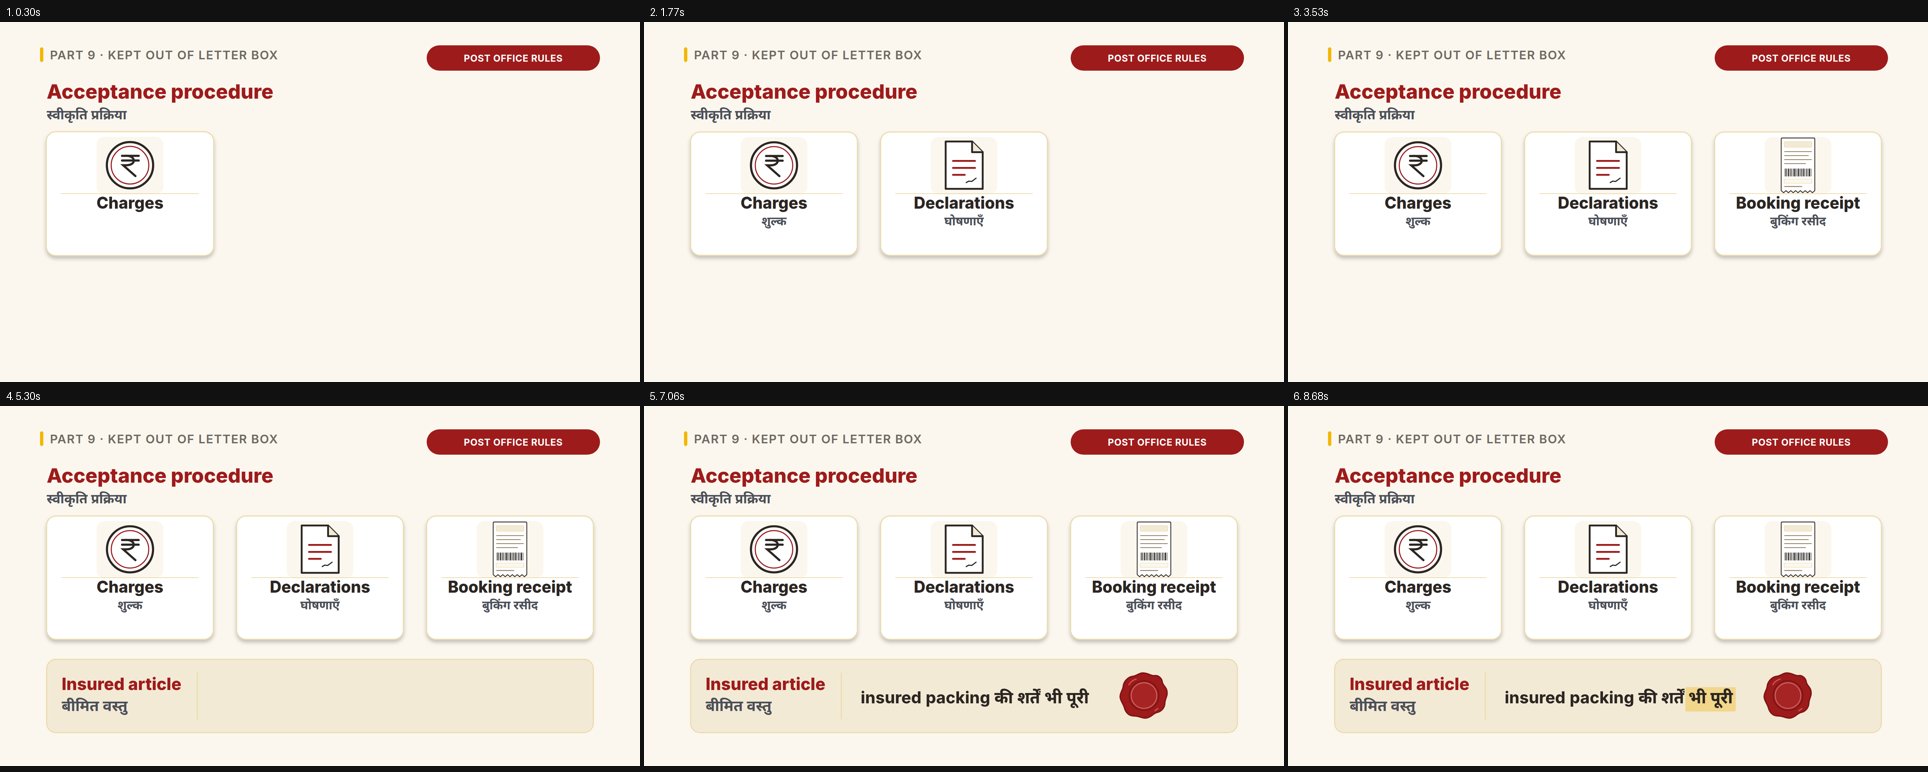 1. 0.30s
PART 9 · KEPT OUT OF LETTER BOX
POST OFFICE RULES
Acceptance procedure
स्वीकृति प्रक्रिया
Charges
2. 1.77s
PART 9 · KEPT OUT OF LETTER BOX
POST OFFICE RULES
Acceptance procedure
स्वीकृति प्रक्रिया
Charges
शुल्क
Declarations
घोषणाएँ
3. 3.53s
PART 9 · KEPT OUT OF LETTER BOX
POST OFFICE RULES
Acceptance procedure
स्वीकृति प्रक्रिया
Charges
शुल्क
Declarations
घोषणाएँ
Booking receipt
बुकिंग रसीद
4. 5.30s
PART 9 · KEPT OUT OF LETTER BOX
POST OFFICE RULES
Acceptance procedure
स्वीकृति प्रक्रिया
Charges
शुल्क
Declarations
घोषणाएँ
Booking receipt
बुकिंग रसीद
Insured article
बीमित वस्तु
5. 7.06s
PART 9 · KEPT OUT OF LETTER BOX
POST OFFICE RULES
Acceptance procedure
स्वीकृति प्रक्रिया
Charges
शुल्क
Declarations
घोषणाएँ
Booking receipt
बुकिंग रसीद
Insured article
बीमित वस्तु
insured packing की शर्तें भी पूरी
6. 8.68s
PART 9 · KEPT OUT OF LETTER BOX
POST OFFICE RULES
Acceptance procedure
स्वीकृति प्रक्रिया
Charges
शुल्क
Declarations
घोषणाएँ
Booking receipt
बुकिंग रसीद
Insured article
बीमित वस्तु
insured packing की शर्तें भी पूरी